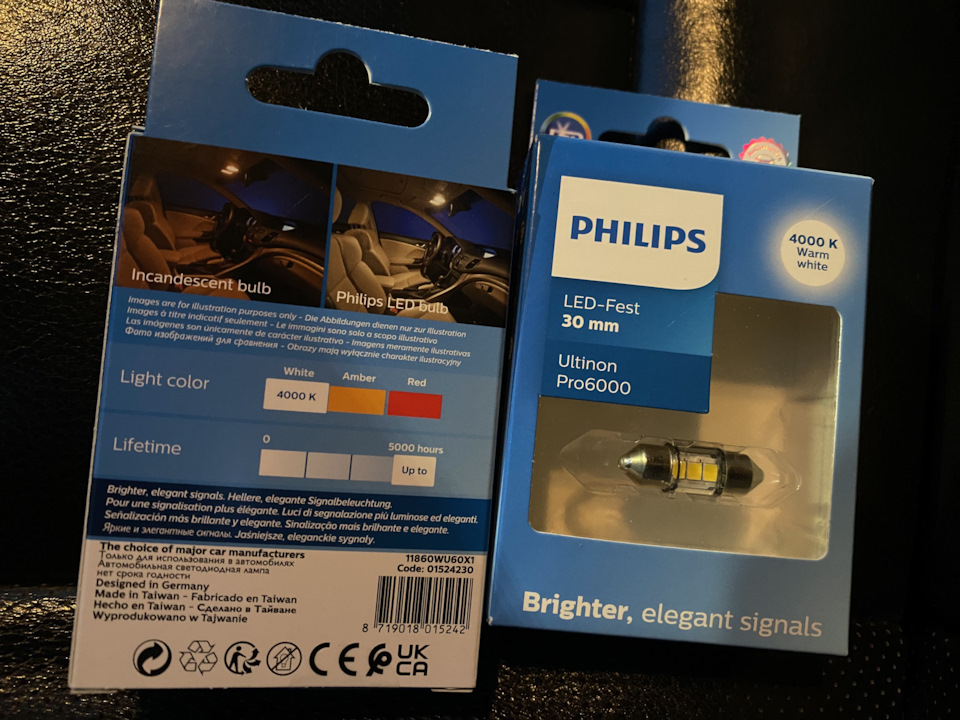 Incandescent bulb
Philips LED bulb
Images are for illustration purposes only - Die Abbildungen dienen nur zur Illustration
Images à titre indicatif seulement - Le immagini sono solo a scopo illustrativo
Las imágenes son únicamente de carácter ilustrativo - Imagens meramente ilustrativas
Фото изображений для сравнения - Obrazy mają wyłącznie charakter ilustracyjny
Light color
White
Amber
Red
4000 K
Lifetime
0
5000 hours
Up to
Brighter, elegant signals. Hellere, elegante Signalbeleuchtung.
Pour une signalisation plus élégante. Luci di segnalazione più luminose ed eleganti.
Señalización más brillante y elegante. Sinalização mais brilhante e elegante.
Яркие и элегантные сигналы. Jaśniejsze, eleganckie sygnały.
The choice of major car manufacturers
Только для использования в автомобилях
Автомобильная светодиодная лампа
нет срока годности
Designed in Germany
Made in Taiwan - Fabricado en Taiwan
Hecho en Taiwan - Сделано в Тайване
Wyprodukowano w Tajwanie
11860WU60X1
Code: 01524230
8 719018 015242
CE
UK
CA
PHILIPS
4000 K
Warm
white
LED-Fest
30 mm
Ultinon
Pro6000
Brighter, elegant signals